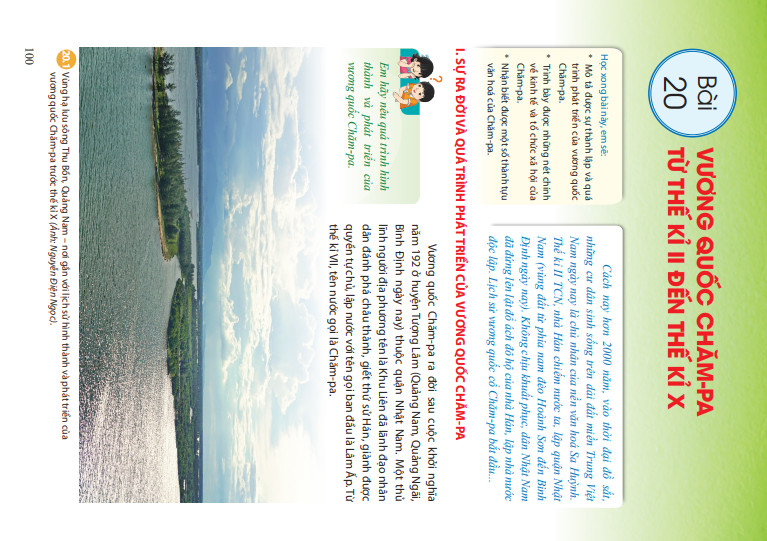 Bài
20
VƯƠNG QUỐC CHĂM-PA
TỪ THẾ KỈ II ĐẾN THẾ KỈ X
Học xong bài này, em sẽ:
* Mô tả được sự thành lập và quá
trình phát triển của vương quốc
Chăm-pa.
* Trình bày được những nét chính
về kinh tế và tổ chức xã hội của
Chăm-pa.
* Nhận biết được một số thành tựu
văn hoá của Chăm-pa.
Cách nay hơn 2000 năm, vào thời đại đồ sắt,
những cư dân sinh sống trên dải đất miền Trung Việt
Nam ngày nay là chủ nhân của nền văn hoá Sa Huỳnh.
Thế kỉ II TCN, nhà Hán chiếm nước ta, lập quận Nhật
Nam (vùng đất từ phía nam đèo Hoành Sơn đến Bình
Định ngày nay). Không chịu khuất phục, dân Nhật Nam
đã đứng lên lật đổ ách đô hộ của nhà Hán, lập nhà nước
độc lập. Lịch sử vương quốc cổ Chăm-pa bắt đầu...
I. SỰ RA ĐỜI VÀ QUÁ TRÌNH PHÁT TRIỂN CỦA VƯƠNG QUỐC CHĂM-PA
?
Em hãy nêu quá trình hình
thành và phát triển của
vương quốc Chăm-pa.
Vương quốc Chăm-pa ra đời sau cuộc khởi nghĩa
năm 192 ở huyện Tượng Lâm (Quảng Nam, Quảng Ngãi,
Bình Định ngày nay) thuộc quận Nhật Nam. Một thủ
lĩnh người địa phương tên là Khu Liên đã lãnh đạo nhân
dân đánh phá châu thành, giết thứ sử Hán, giành được
quyền tự chủ, lập nước với tên gọi ban đầu là Lâm Ấp. Từ
thế kỉ VII, tên nước gọi là Chăm-pa.
20.1 Vùng hạ lưu sông Thu Bồn, Quảng Nam – nơi gắn với lịch sử hình thành và phát triển của
vương quốc Chăm-pa trước thế kỉ X (Ảnh: Nguyễn Điện Ngọc).
100